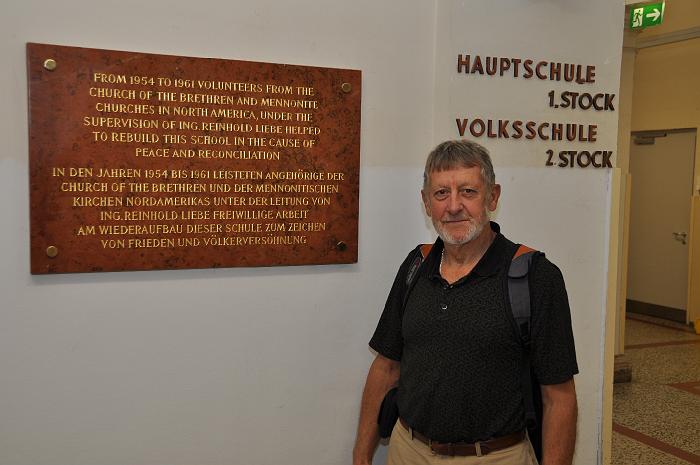 FROM 1954 TO 1961 VOLUNTEERS FROM THE
CHURCH OF THE BRETHREN AND MENNONITE
CHURCHES IN NORTH AMERICA, UNDER THE
SUPERVISION OF ING.REINHOLD LIEBE HELPED
TO REBUILD THIS SCHOOL IN THE CAUSE OF
PEACE AND RECONCILIATION
IN DEN JAHREN 1954 BIS 1961 LEISTETEN ANGEHÖRIGE DER
CHURCH OF THE BRETHREN UND DER MENNONITISCHEN
KIRCHEN NORDAMERIKAS UNTER DER LEITUNG VON
ING.REINHOLD LIEBE FREIWILLIGE ARBEIT
AM WIEDERAUFBAU DIESER SCHULE ZUM ZEICHEN
VON FRIEDEN UND VÖLKERVERSÖHNUNG
HAUPTSCHULE
1.STOCK
VOLKSSCHULE
2.STOCK